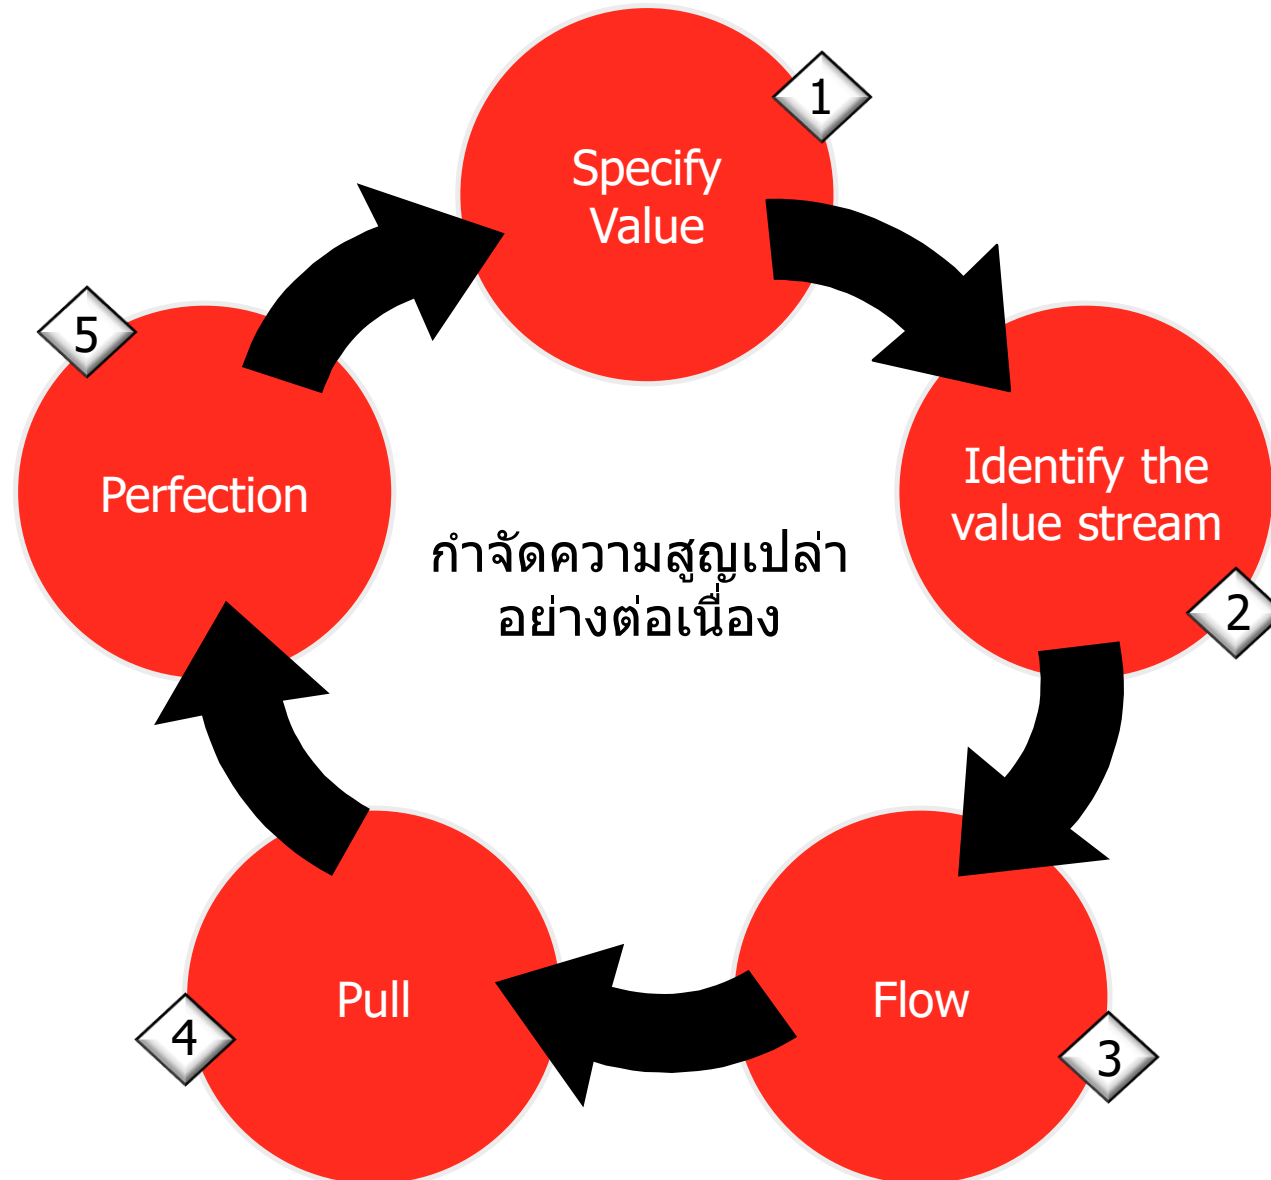 1
Specify
Value
5
Identify the
value stream
Perfection
กำจัดความสูญเปล่า
อย่างต่อเนื่อง
2
Pull
Flow
4
3